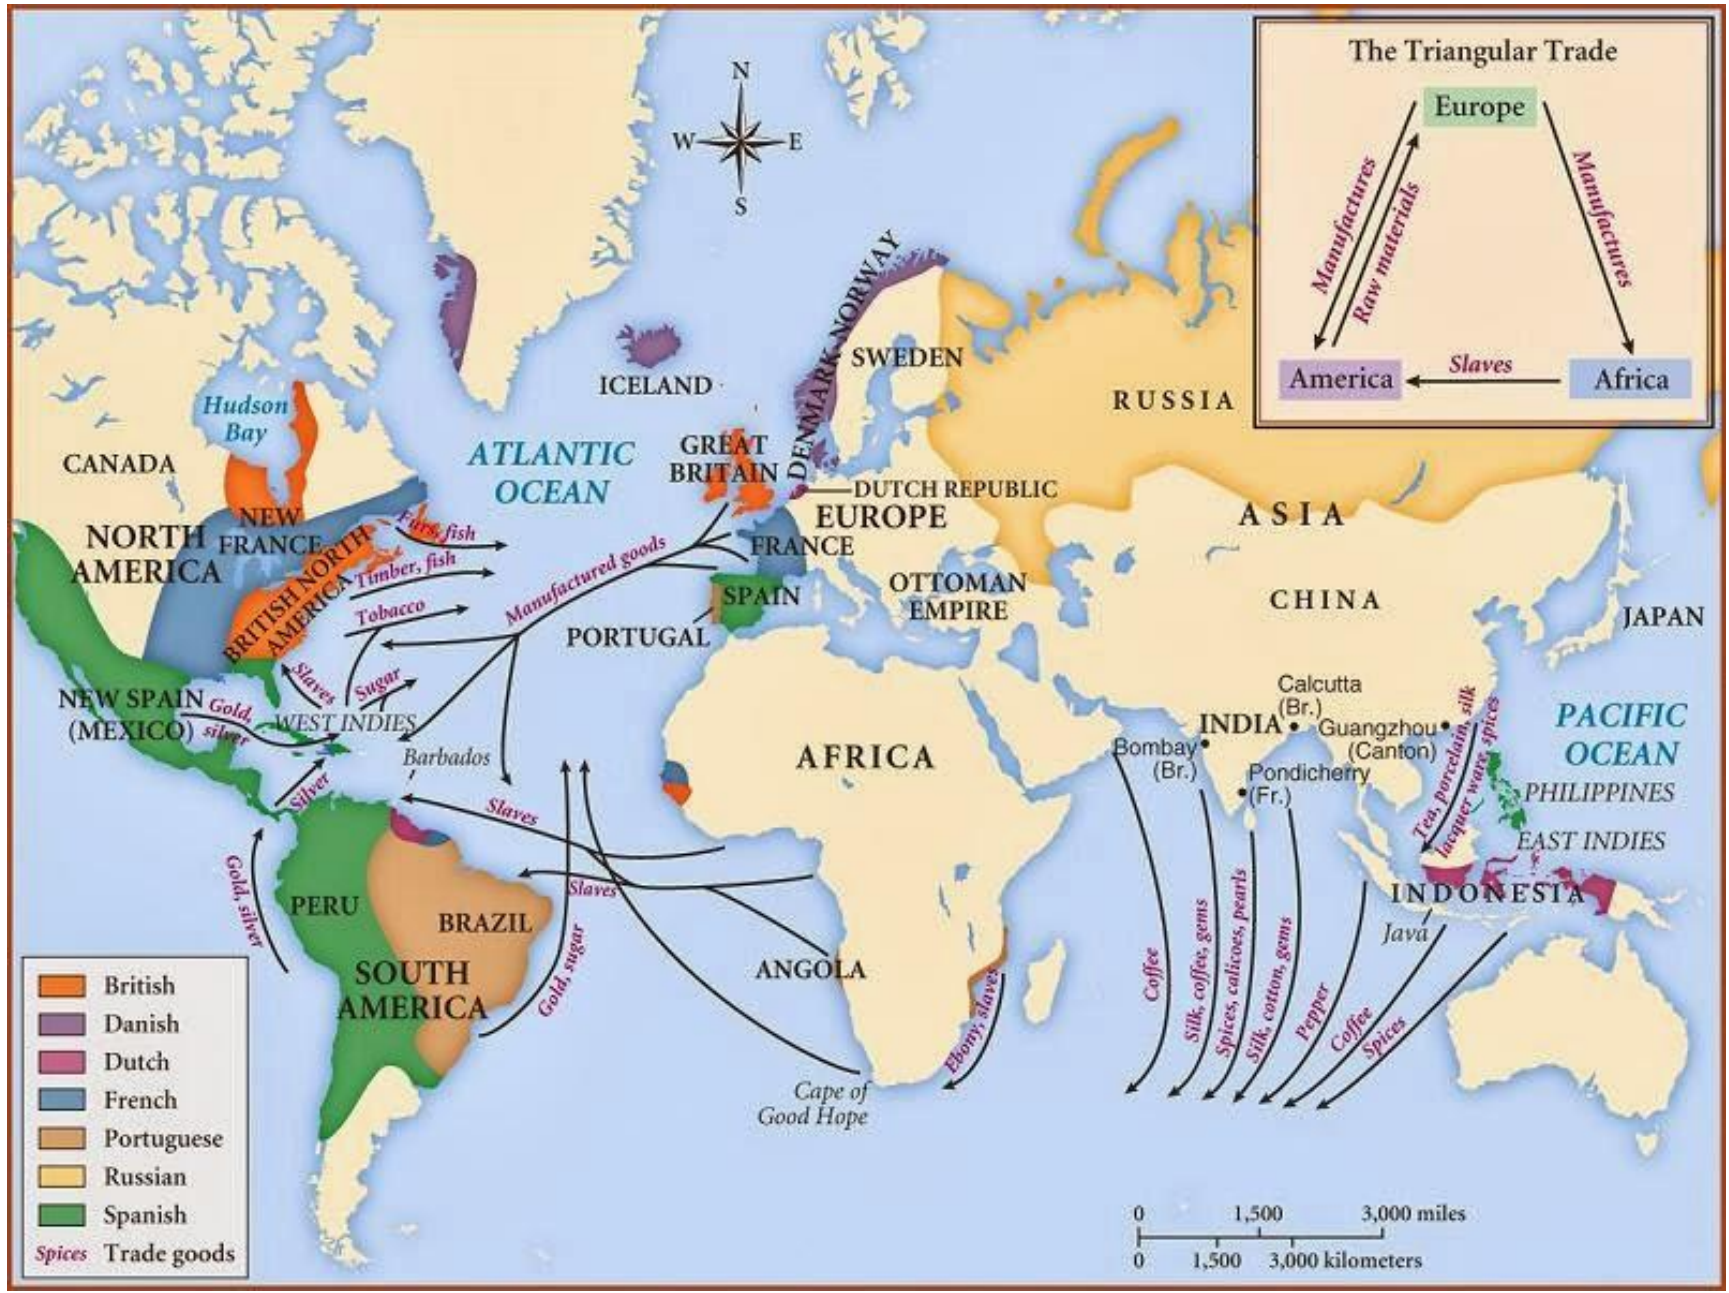 The Triangular Trade
Europe
Manufactures
Raw materials
Manufactures
America
Slaves
Africa
N
W
E
S
DENMARK-NORWAY
SWEDEN
ICELAND
RUSSIA
Hudson
Bay
CANADA
ATLANTIC
OCEAN
GREAT
BRITAIN
DUTCH REPUBLIC
EUROPE
ASIA
NORTH
AMERICA
NEW
FRANCE
BRITISH NORTH
AMERICA
Furs, fish
Timber, fish
Tobacco
Manufactured goods
FRANCE
SPAIN
PORTUGAL
OTTOMAN
EMPIRE
CHINA
JAPAN
NEW SPAIN
(MEXICO)
Gold,
silver
Slaves
Sugar
WEST INDIES
Barbados
Silver
AFRICA
Calcutta
(Br.)
INDIA
Guangzhou
(Canton)
Bombay
(Br.)
Pondicherry
(Fr.)
Tea, porcelain, silk
lacquer ware, spices
PACIFIC
OCEAN
PHILIPPINES
EAST INDIES
INDONESIA
Java
Slaves
Slaves
Gold, silver
PERU
BRAZIL
SOUTH
AMERICA
Gold, sugar
ANGOLA
Ebony, slaves
Cape of
Good Hope
Coffee
Silk, coffee, gems
Spices, calicoes, pearls
Silk, cotton, gems
Pepper
Coffee
Spices
British
Danish
Dutch
French
Portuguese
Russian
Spanish
Spices Trade goods
0 1,500 3,000 miles
0 1,500 3,000 kilometers